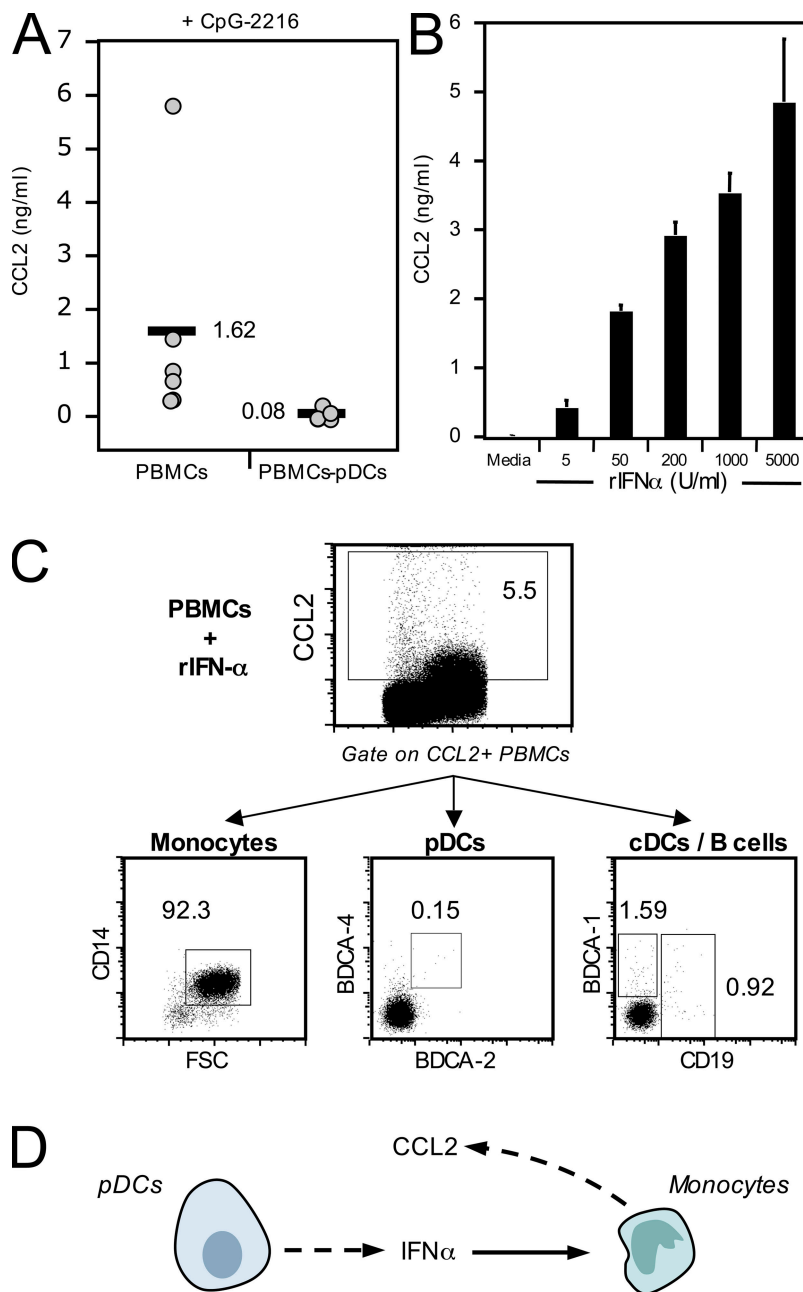 A
+ CpG-2216
CCL2 (ng/ml)
7
6
5
4
3
2
1
0
1.62
0.08
PBMCs
PBMCs-pDCs
B
CCL2 (ng/ml)
6
5
4
3
2
1
0
Media 5 50 200 1000 5000
rIFNα (U/ml)
C
PBMCs
+
rIFN-α
CCL2
5.5
Gate on CCL2+ PBMCs
Monocytes
92.3
CD14
FSC
pDCs
0.15
BDCA-4
BDCA-2
cDCs / B cells
1.59
0.92
BDCA-1
CD19
D
CCL2
pDCs
Monocytes
IFNα